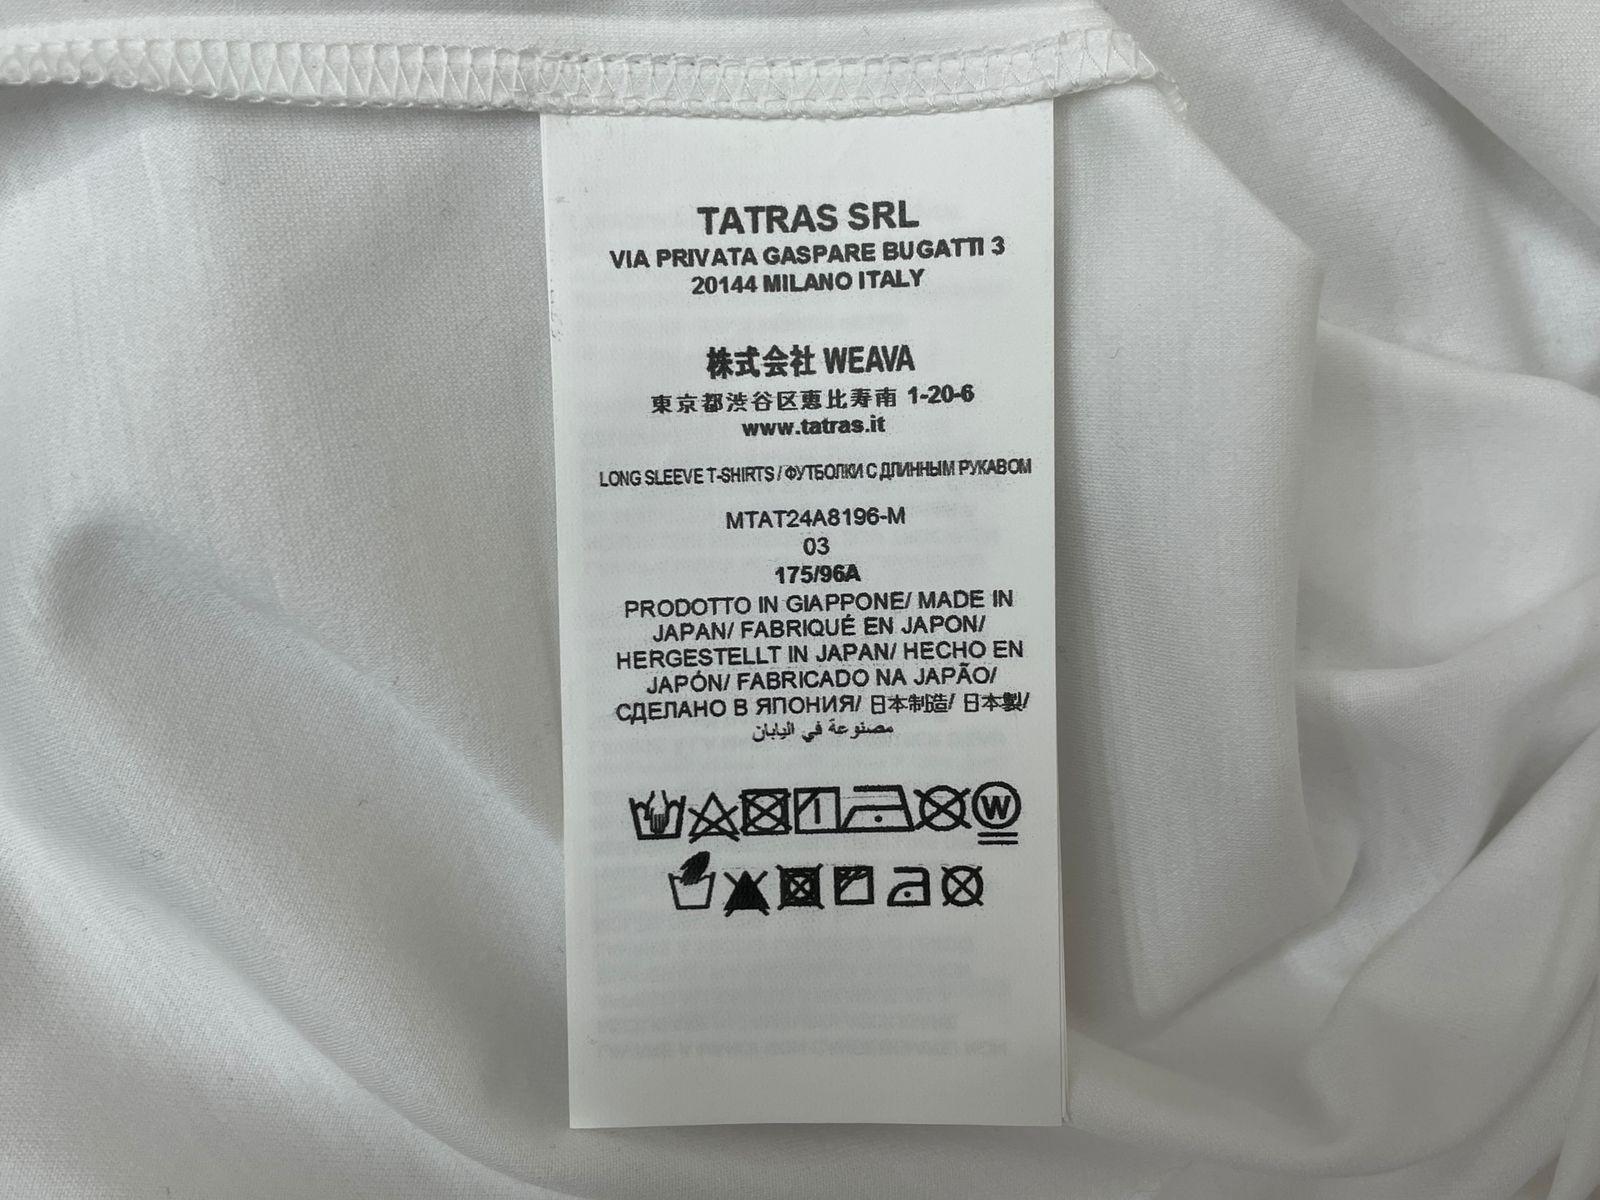 TATRAS SRL
VIA PRIVATA GASPARE BUGATTI 3
20144 MILANO ITALY
株式会社 WEAVA
東京都渋谷区恵比寿南 1-20-6
www.tatras.it
LONG SLEEVE T-SHIRTS / ФУТБОЛКИ С ДЛИННЫМ РУКАВОМ
MTAT24A8196-M
03
175/96A
PRODOTTO IN GIAPPONE/ MADE IN
JAPAN/ FABRIQUÉ EN JAPON/
HERGESTELLT IN JAPAN/ HECHO EN
JAPÓN/ FABRICADO NA JAPÃO/
СДЕЛАНО В ЯПОНИЯ/ 日本制造/ 日本製/
مصنوعة في اليابان
W